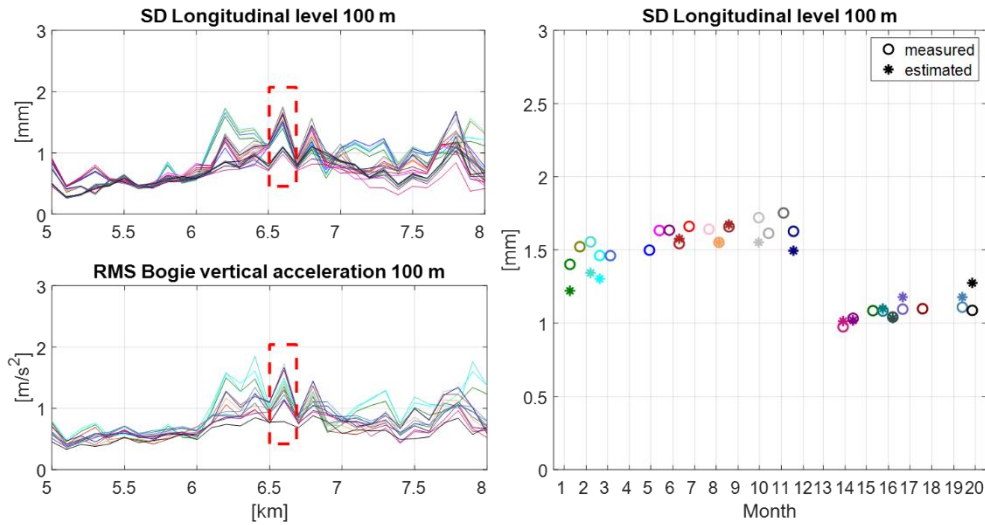 SD Longitudinal level 100 m
3
2
1
0
[mm]
5
5.5
6
6.5
7
7.5
8
RMS Bogie vertical acceleration 100 m
3
2
1
0
[m/s²]
5
5.5
6
6.5
7
7.5
8
[km]
SD Longitudinal level 100 m
measured
estimated
3
2.5
2
1.5
1
0.5
0
[mm]
1 2 3 4 5 6 7 8 9 10 11 12 13 14 15 16 17 18 19 20
Month